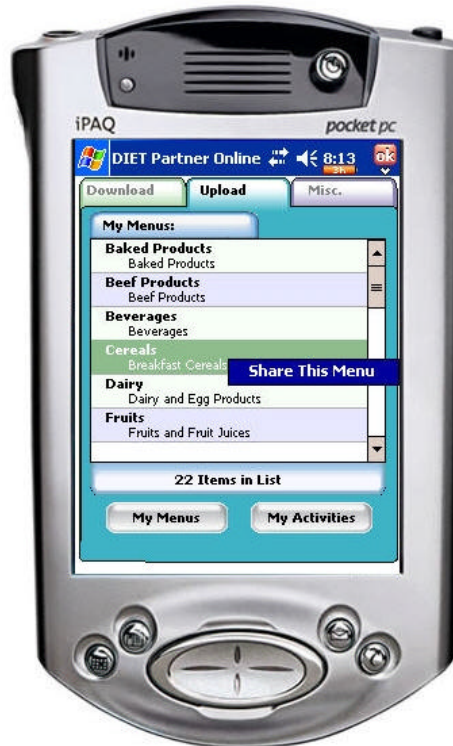 iPAQ
pocket pc
DIET Partner Online 8:13 ok
3h
Download Upload Misc.
My Menus:
Baked Products
Baked Products
Beef Products
Beef Products
Beverages
Beverages
Cereals
Breakfast Cereals
Share This Menu
Dairy
Dairy and Egg Products
Fruits
Fruits and Fruit Juices
22 Items in List
My Menus My Activities